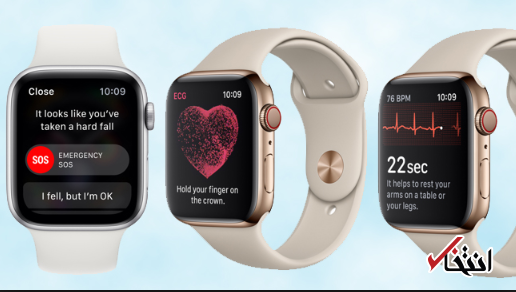 Close 10:09
It looks like you've
taken a hard fall
SOS EMERGENCY
SOS
I fell, but I'm OK
ECG 10:09
Hold your finger on
the crown.
76 BPM 10:09
22 sec
It helps to rest your
arms on a table or
your legs.
انتخاب